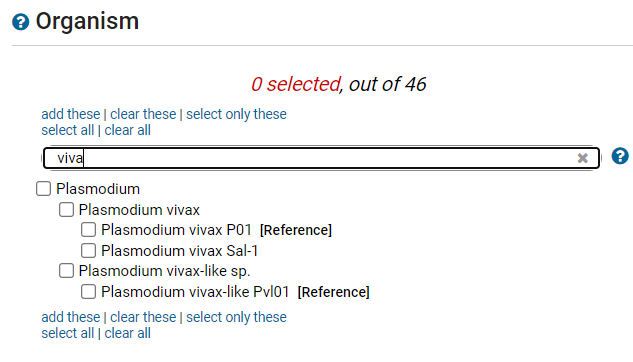 ? Organism
0 selected, out of 46
add these | clear these | select only these
select all | clear all
viva ✖ ?
Plasmodium
Plasmodium vivax
Plasmodium vivax P01 [Reference]
Plasmodium vivax Sal-1
Plasmodium vivax-like sp.
Plasmodium vivax-like Pvl01 [Reference]
add these | clear these | select only these
select all | clear all